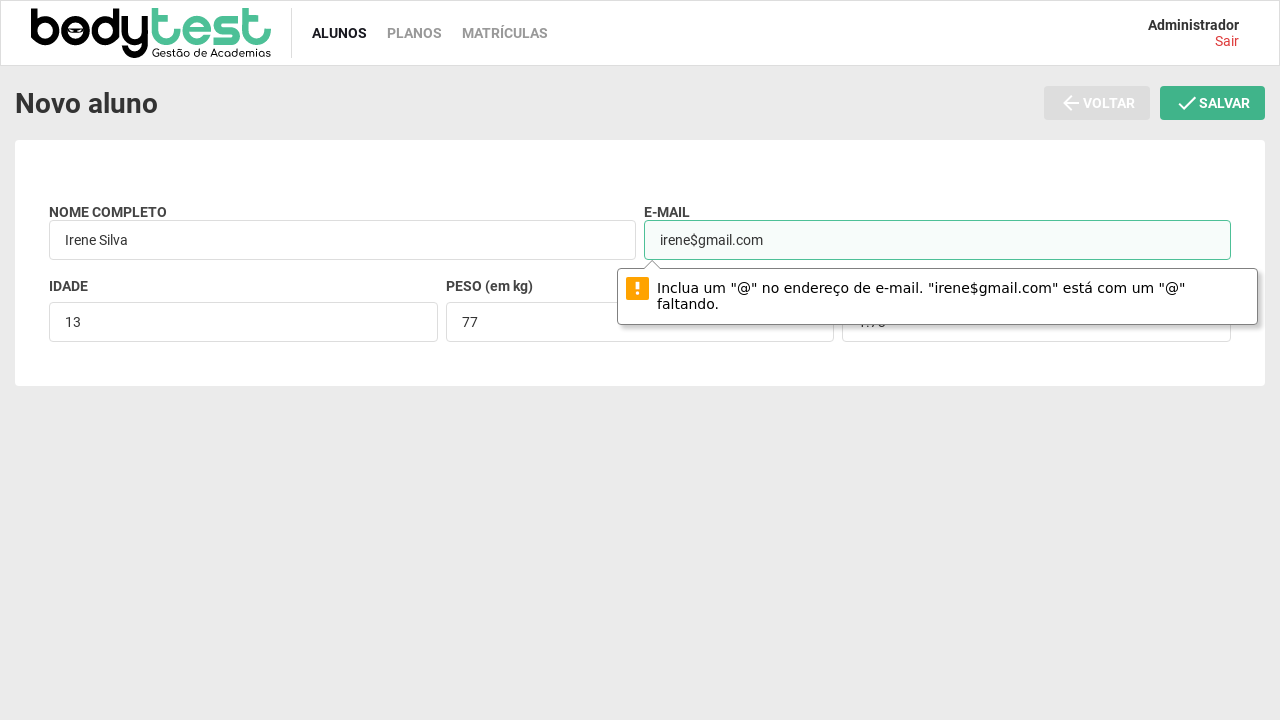 bodytest
Gestão de Academias
ALUNOS PLANOS MATRÍCULAS
Administrador
Sair
Novo aluno
VOLTAR
SALVAR
NOME COMPLETO
E-MAIL
Irene Silva
irene$gmail.com
Inclua um "@" no endereço de e-mail. "irene$gmail.com" está com um "@"
faltando.
IDADE
PESO (em kg)
13
77